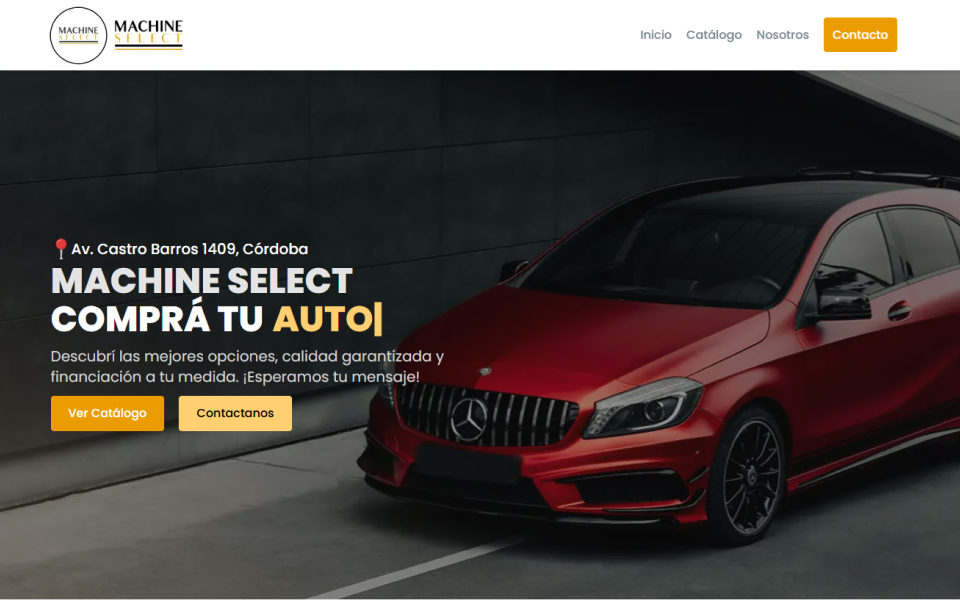 MACHINE
SELECT
MACHINE
SELECT
Inicio
Catálogo
Nosotros
Contacto
📍Av. Castro Barros 1409, Córdoba
MACHINE SELECT
COMPRÁ TU AUTO|
Descubrí las mejores opciones, calidad garantizada y
financiación a tu medida. ¡Esperamos tu mensaje!
Ver Catálogo
Contactanos